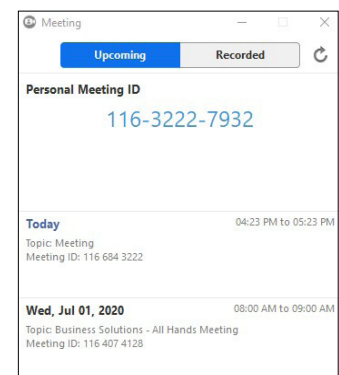 Meeting
Upcoming Recorded
Personal Meeting ID
116-3222-7932
Today 04:23 PM to 05:23 PM
Topic: Meeting
Meeting ID: 116 684 3222
Wed, Jul 01, 2020 08:00 AM to 09:00 AM
Topic: Business Solutions - All Hands Meeting
Meeting ID: 116 407 4128